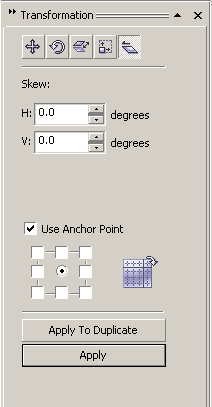 Transformation
Skew:
H: 0.0 degrees
V: 0.0 degrees
Use Anchor Point
Apply To Duplicate
Apply